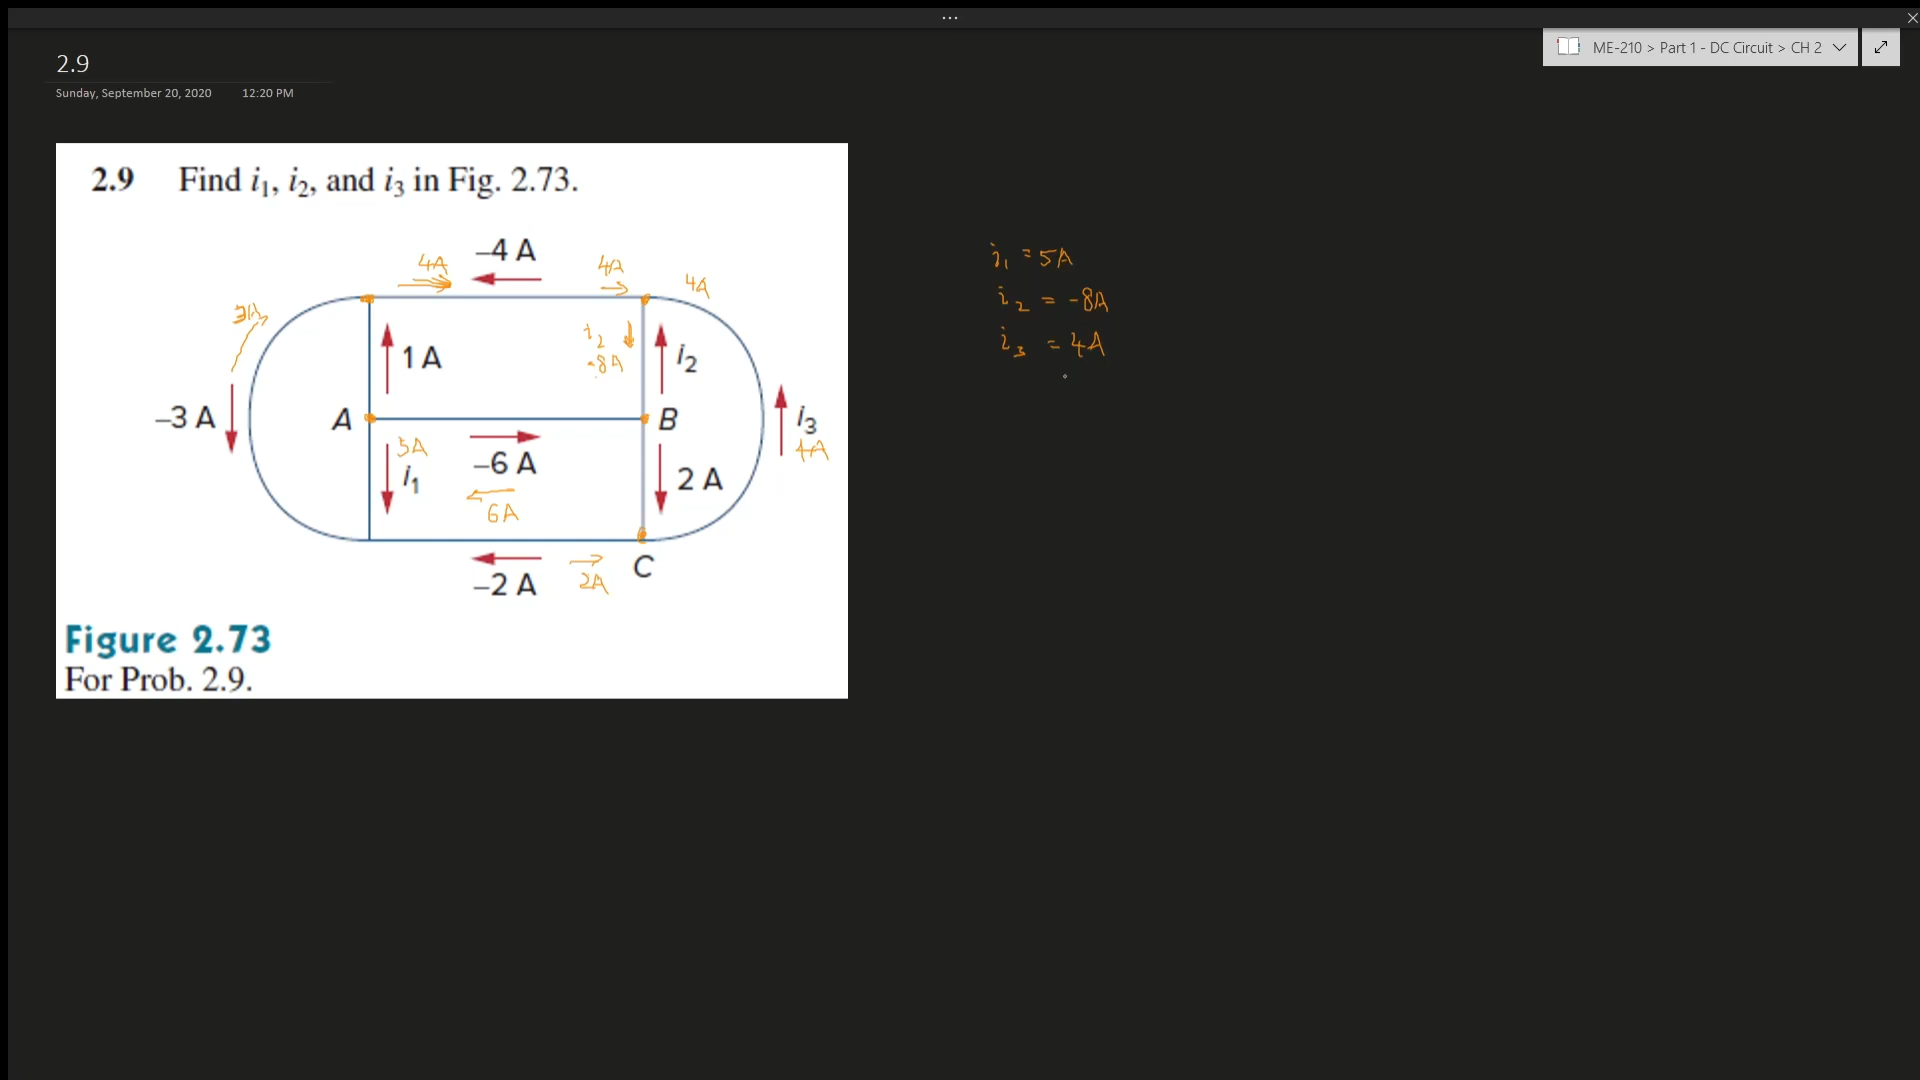 ...
ME-210 > Part 1 - DC Circuit > CH 2
2.9
Sunday, September 20, 2020 12:20 PM
2.9 Find i₁, i₂, and i₃ in Fig. 2.73.
–4 A
4A
4A
4A
i₂
-8A
1 A
i₂
–3 A
A
B
i₃
4A
5A
i₁
–6 A
6A
2 A
–2 A
2A
C
Figure 2.73
For Prob. 2.9.
i₁ = 5A
i₂ = -8A
i₃ = 4A